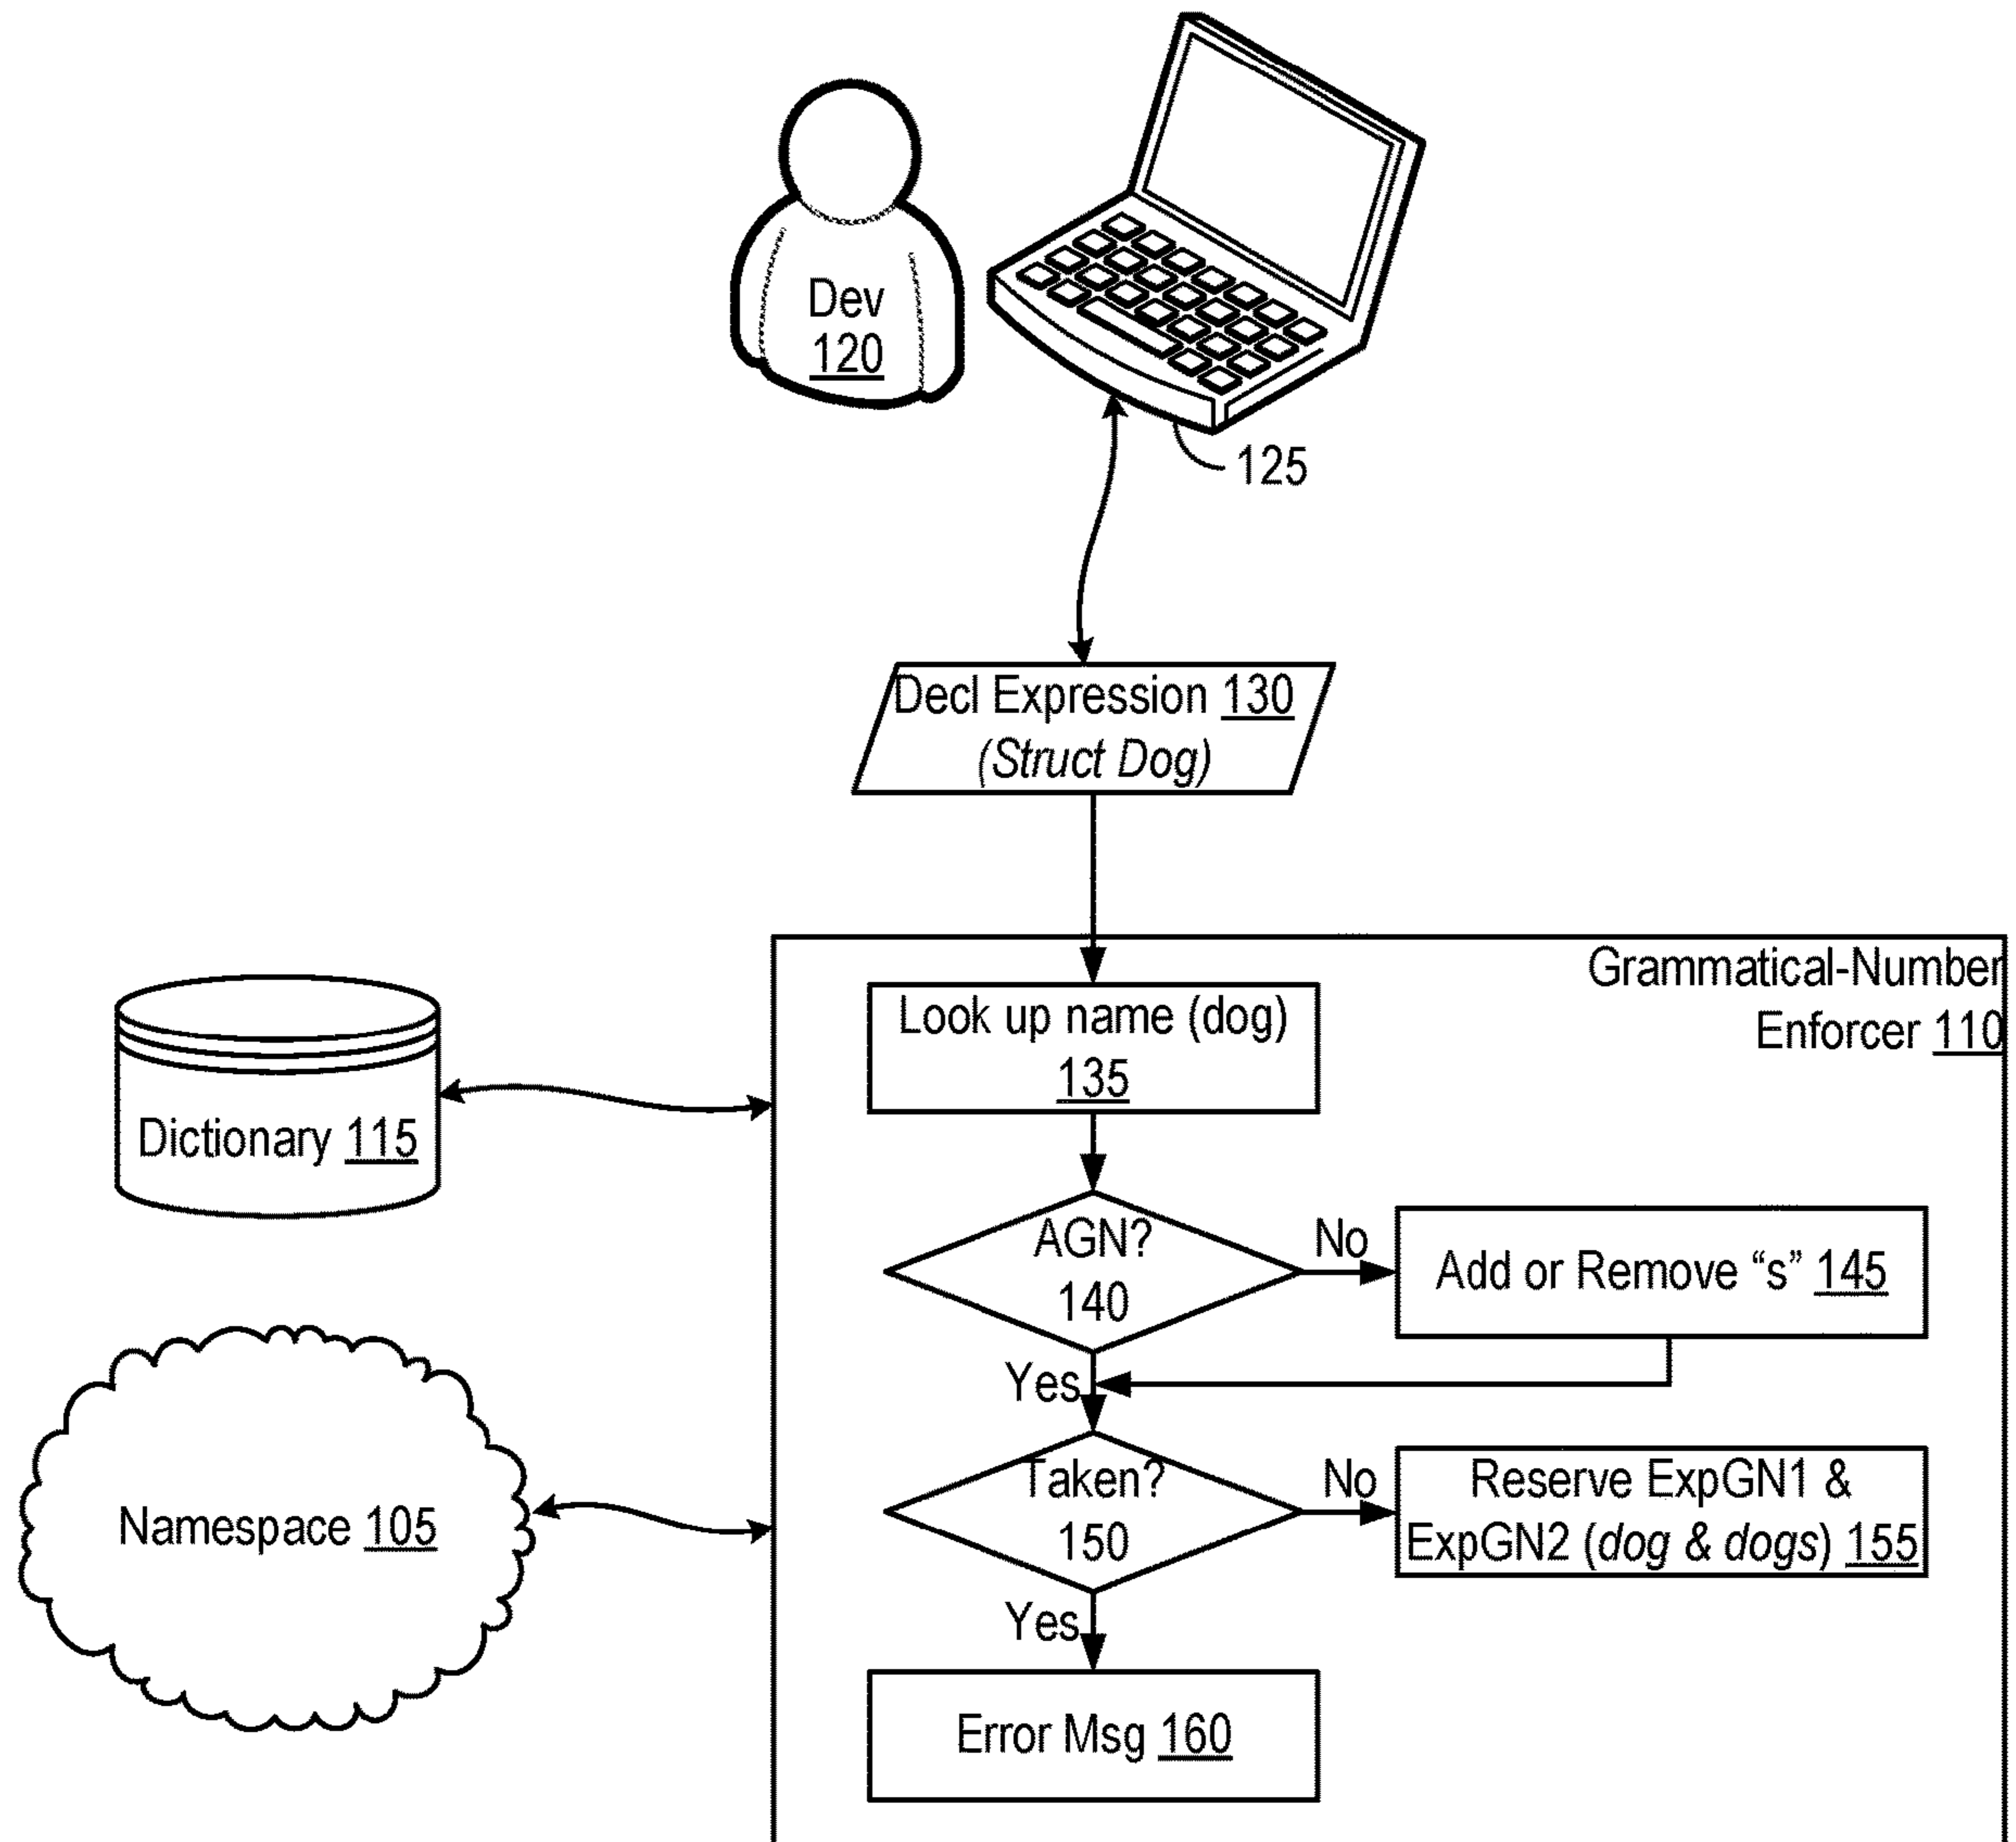 Dev
120
125
Decl Expression 130
(Struct Dog)
Grammatical-Number
Enforcer 110
Look up name (dog)
135
Dictionary 115
AGN?
140
No
Add or Remove “s” 145
Yes
Namespace 105
Taken?
150
No
Reserve ExpGN1 &
ExpGN2 (dog & dogs) 155
Yes
Error Msg 160